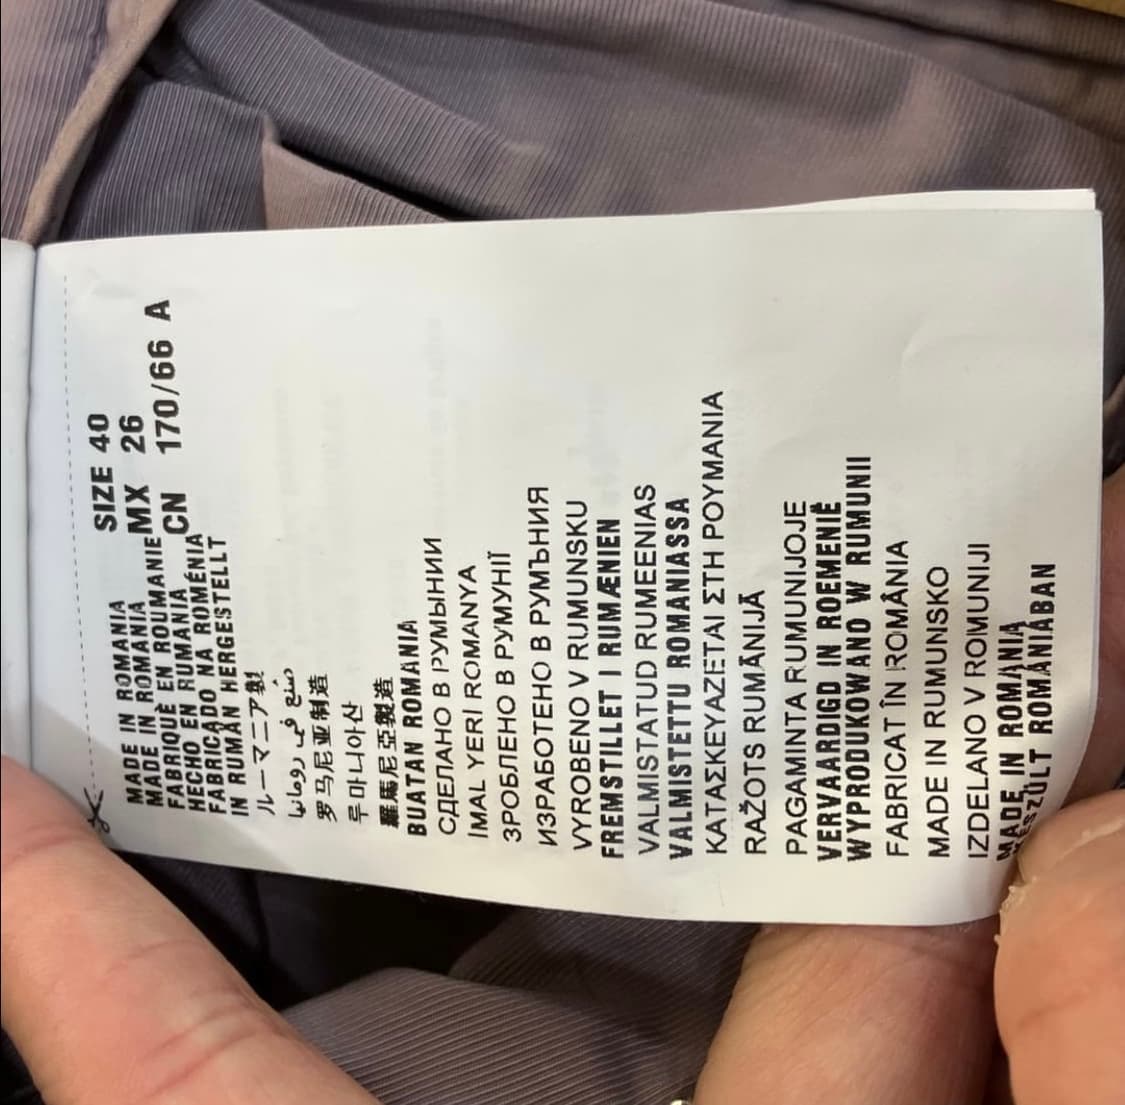 SIZE 40
MX 26
CN 170/66 A
MADE IN ROMANIA
MADE IN ROMANIA
FABRIQUÈ EN ROUMANIE
HECHO EN RUMANIA
FABRICADO NA ROMÉNIA
IN RUMÄN HERGESTELLT
ルーマニア製
صُنع في رومانيا
罗马尼亚制造
루마니아산
羅馬尼亞製造
BUATAN ROMANIA
СДЕЛАНО В РУМЫНИИ
İMAL YERI ROMANYA
ЗРОБЛЕНО В РУМУНІЇ
ИЗРАБОТЕНО В РУМЪНИЯ
VYROBENO V RUMUNSKU
FREMSTILLET I RUMÆNIEN
VALMISTATUD RUMEENIAS
VALMISTETTU ROMANIASSA
ΚΑΤΑΣΚΕΥΑΖΕΤΑΙ ΣΤΗ ΡΟΥΜΑΝΙΑ
RAŽOTS RUMĀNIJĀ
PAGAMINTA RUMUNIJOJE
VERVAARDIGD IN ROEMENIË
WYPRODUKOWANO W RUMUNII
FABRICAT ÎN ROMÂNIA
MADE IN RUMUNSKO
IZDELANO V ROMUNIJI
MADE IN ROMANIA
KÉSZÜLT ROMÁNIÁBAN